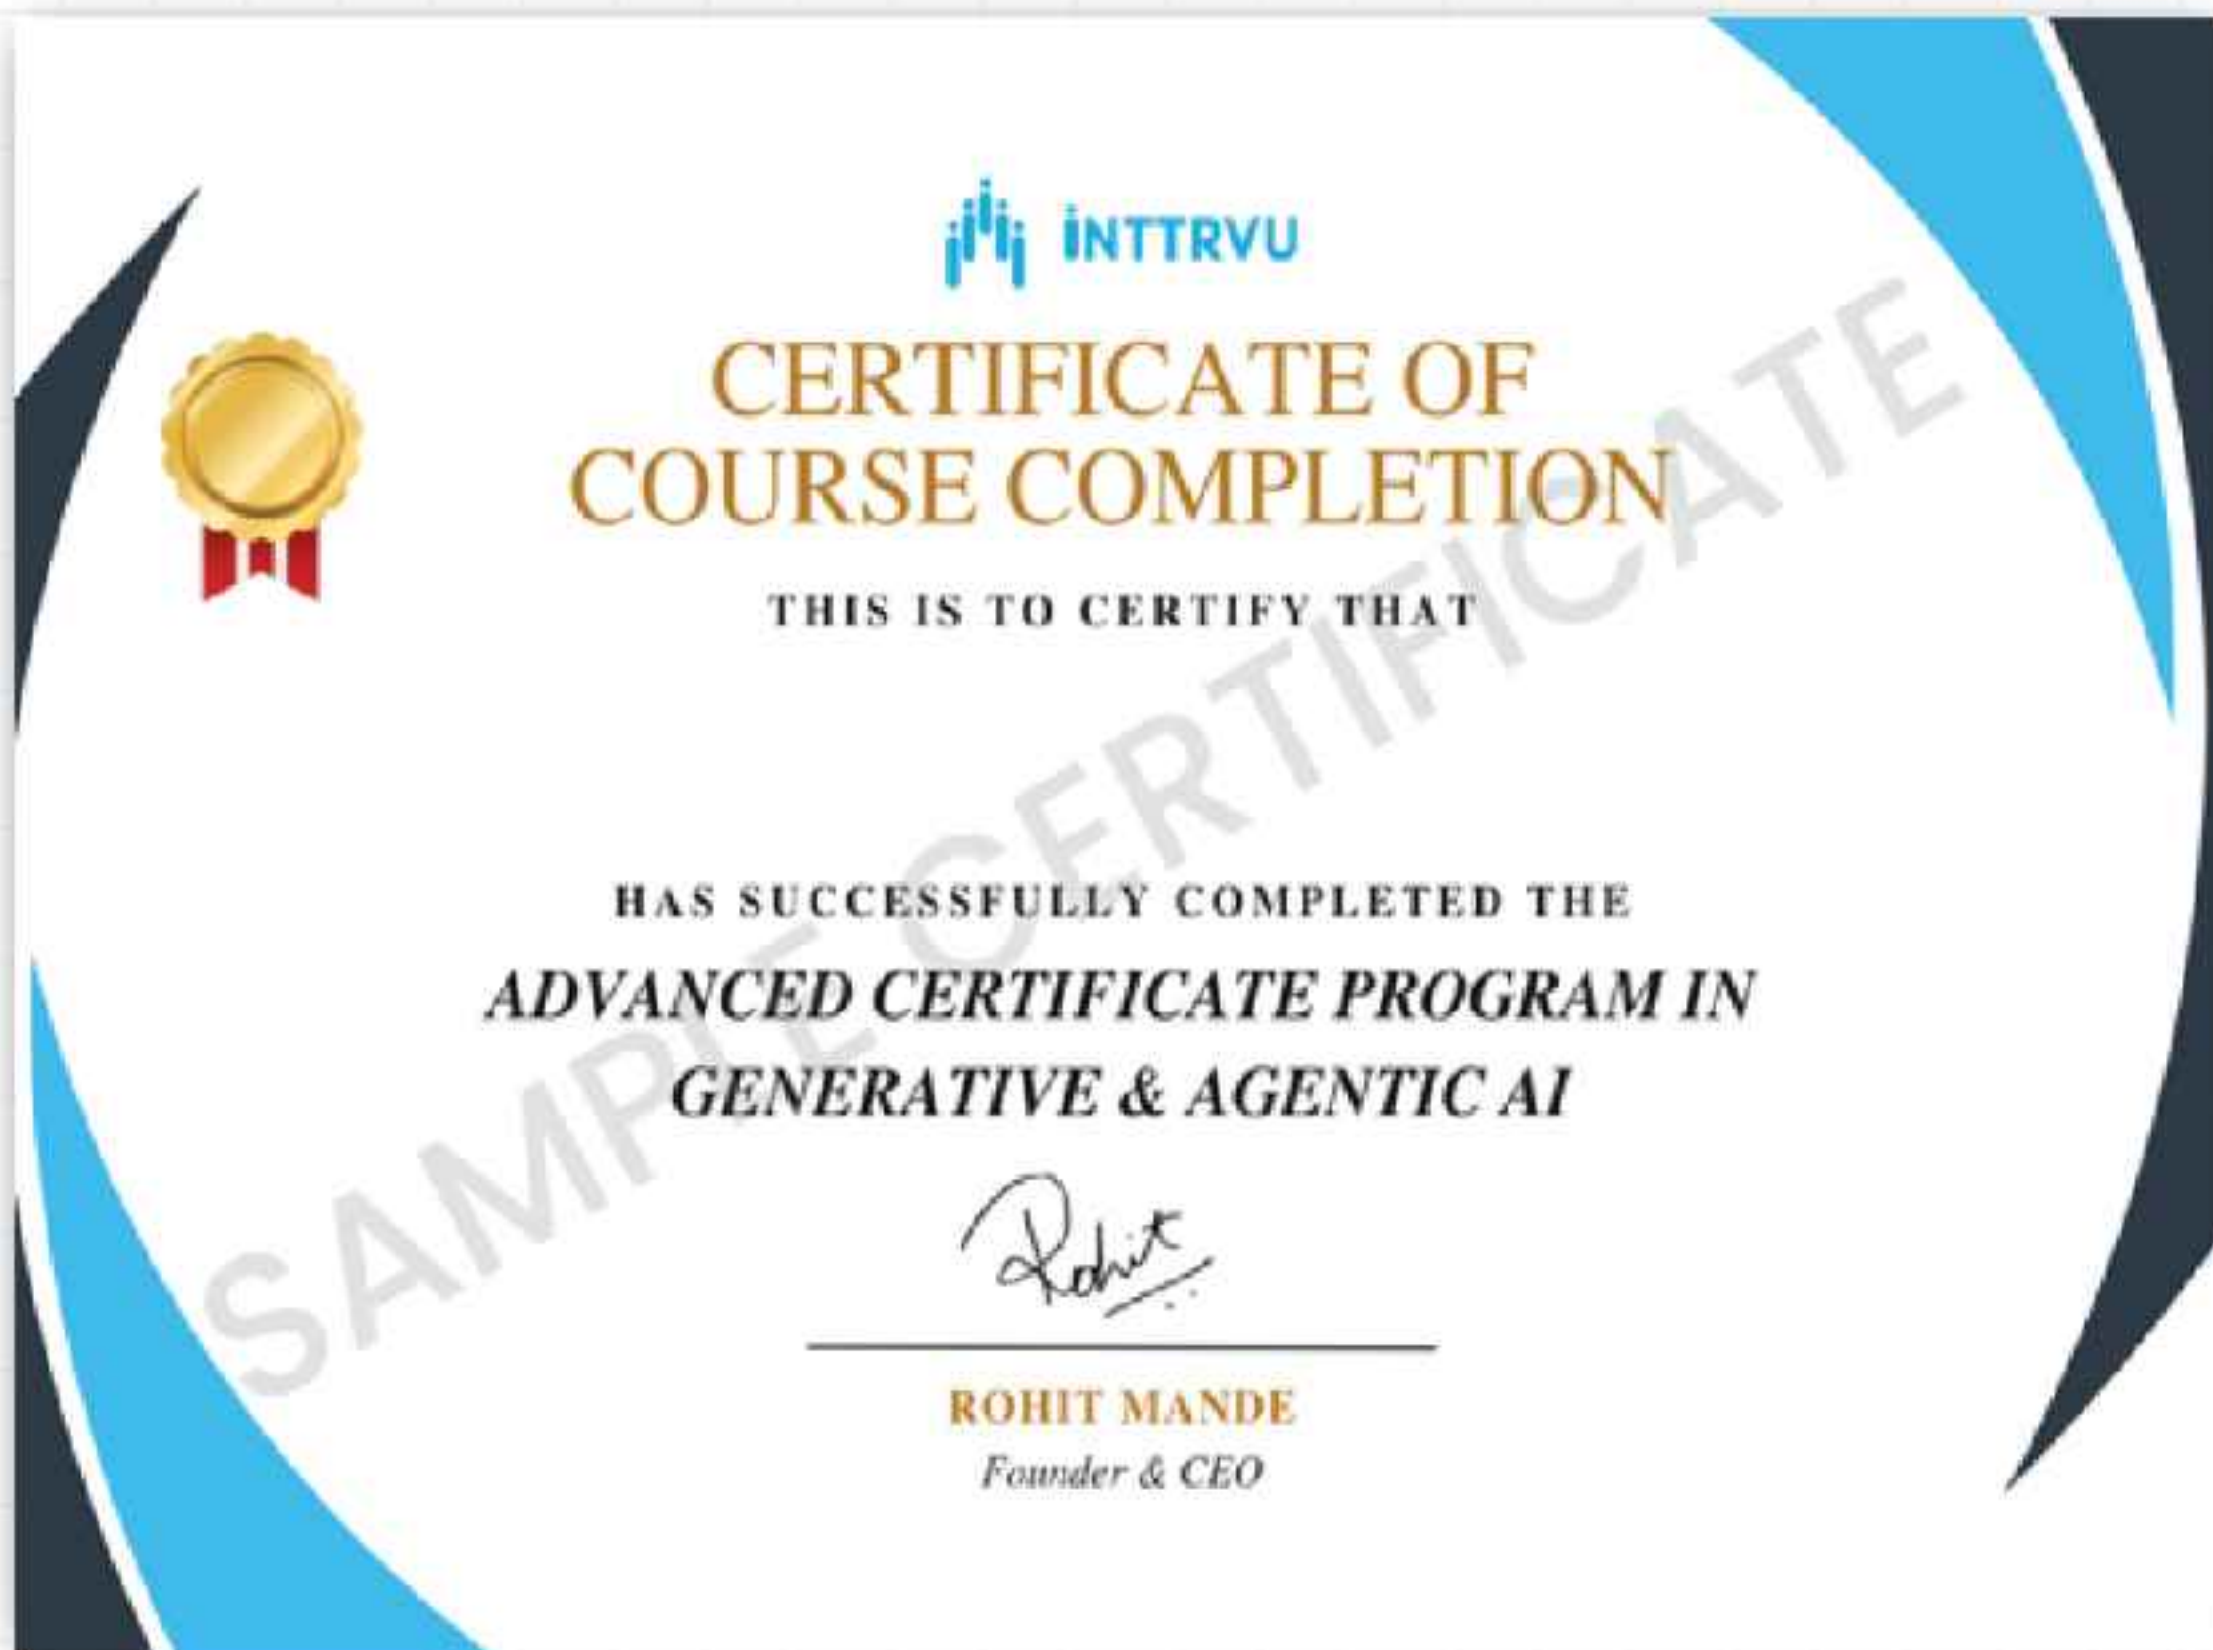 iNTTRVU
CERTIFICATE OF
COURSE COMPLETION
THIS IS TO CERTIFY THAT
SAMPLE CERTIFICATE
HAS SUCCESSFULLY COMPLETED THE
ADVANCED CERTIFICATE PROGRAM IN
GENERATIVE & AGENTIC AI
Rohit
ROHIT MANDE
Founder & CEO